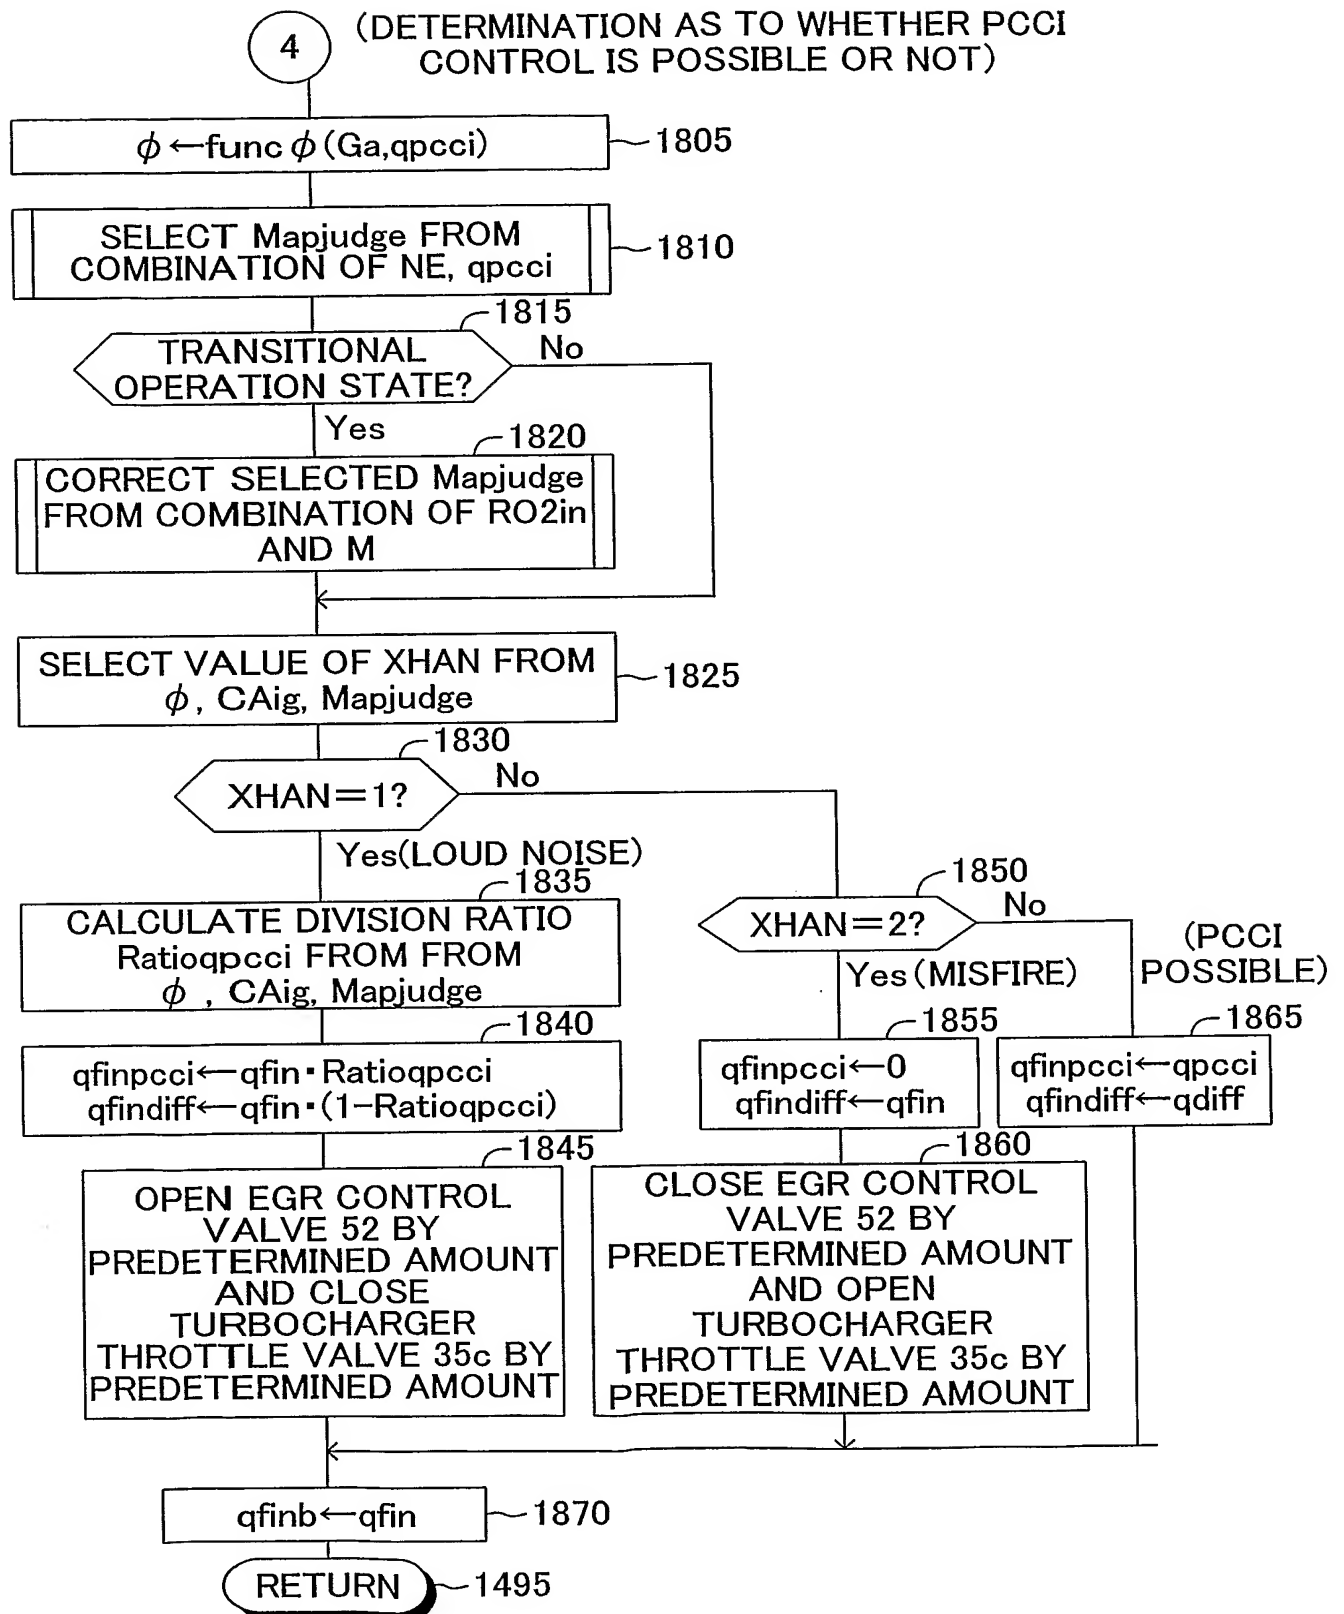 4
(DETERMINATION AS TO WHETHER PCCI
CONTROL IS POSSIBLE OR NOT)
ϕ←func ϕ(Ga,qpcci)
1805
SELECT Mapjudge FROM
COMBINATION OF NE, qpcci
1810
1815
TRANSITIONAL
OPERATION STATE?
No
Yes
1820
CORRECT SELECTED Mapjudge
FROM COMBINATION OF RO2in
AND M
SELECT VALUE OF XHAN FROM
ϕ, CAig, Mapjudge
1825
1830
XHAN=1?
No
Yes(LOUD NOISE)
1835
CALCULATE DIVISION RATIO
Ratioqpcci FROM FROM
ϕ , CAig, Mapjudge
1840
qfinpcci←qfin·Ratioqpcci
qfindiff←qfin·(1-Ratioqpcci)
1845
OPEN EGR CONTROL
VALVE 52 BY
PREDETERMINED AMOUNT
AND CLOSE
TURBOCHARGER
THROTTLE VALVE 35c BY
PREDETERMINED AMOUNT
1850
XHAN=2?
No
Yes(MISFIRE)
(PCCI
POSSIBLE)
1855
qfinpcci←0
qfindiff←qfin
1865
qfinpcci←qpcci
qfindiff←qdiff
1860
CLOSE EGR CONTROL
VALVE 52 BY
PREDETERMINED AMOUNT
AND OPEN
TURBOCHARGER
THROTTLE VALVE 35c BY
PREDETERMINED AMOUNT
qfinb←qfin
1870
RETURN
1495